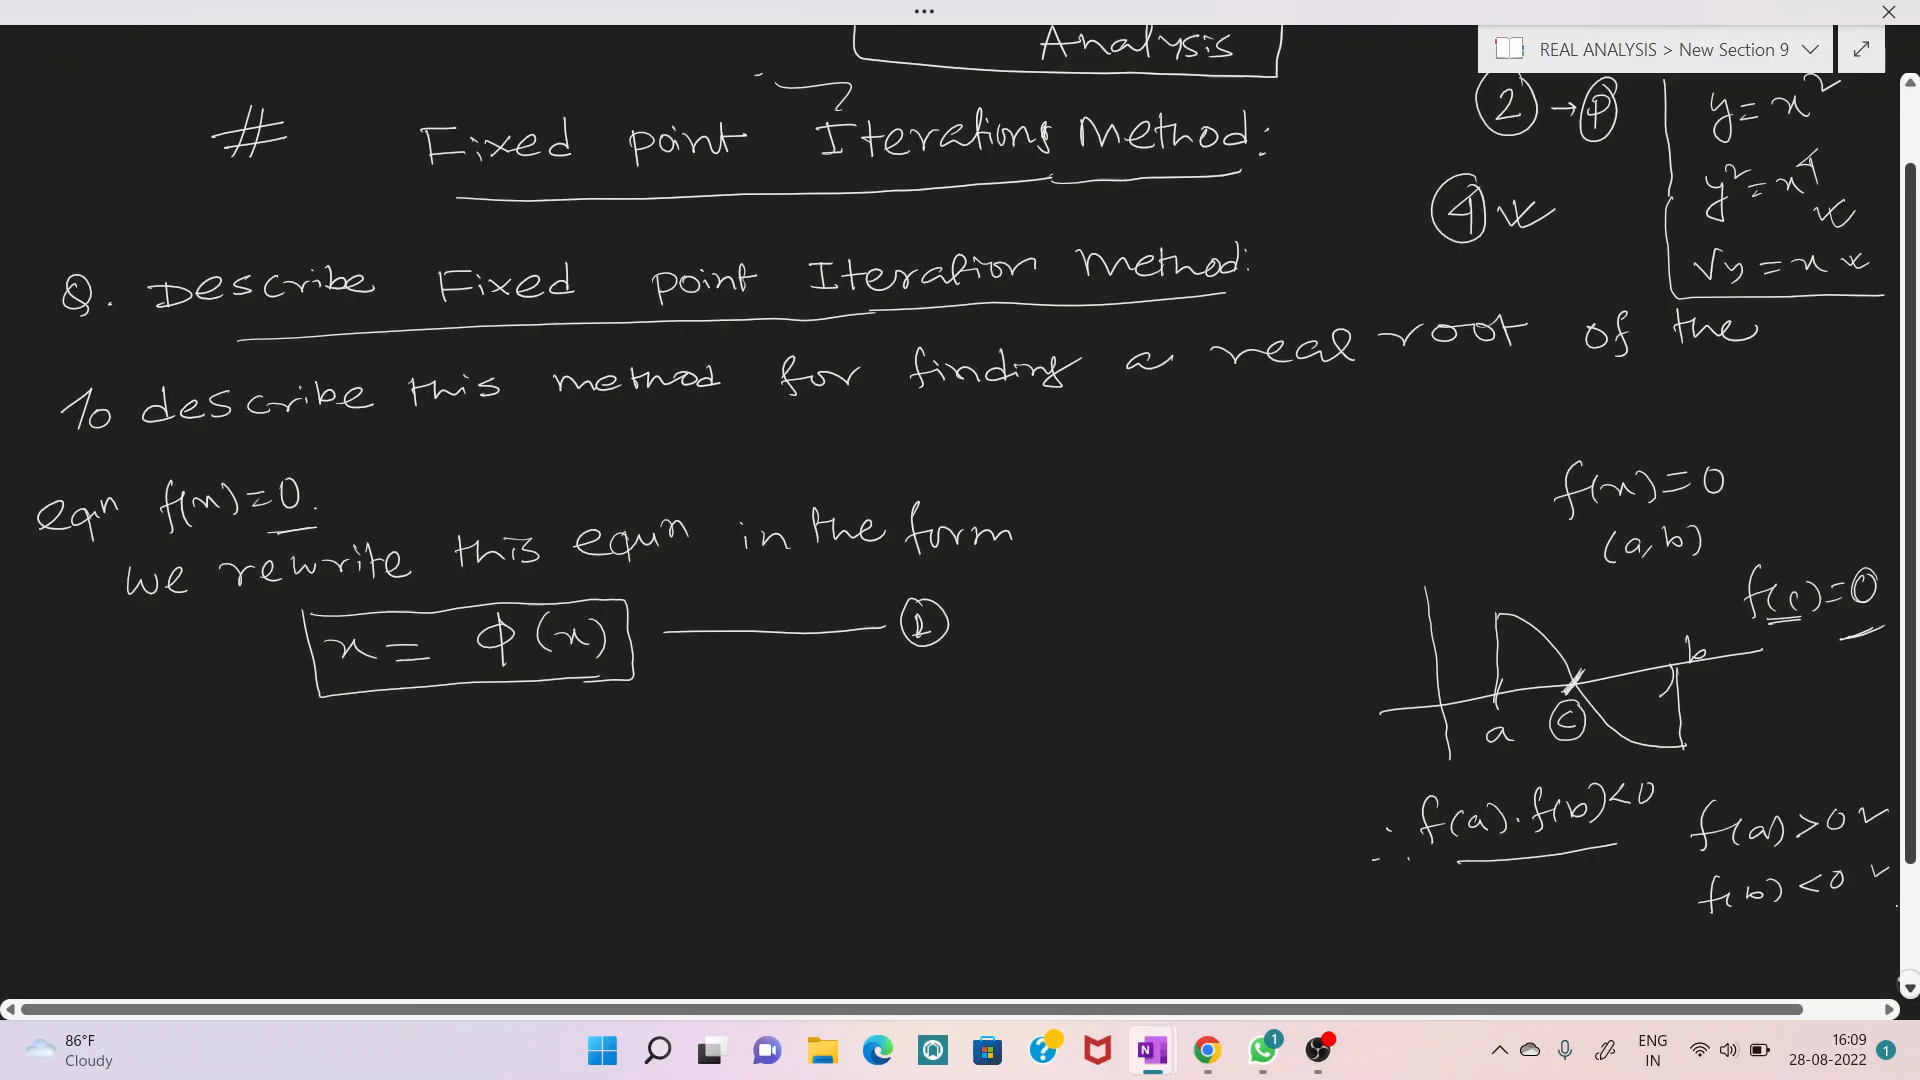 REAL ANALYSIS > New Section 9
Analysis
# Fixed point Iterations Method:
② → Ⓟ
y = x²
y² = x⁴
④
√y = x
Q. Describe Fixed point Iteration Method:
To describe this method for finding a real root of the
eqn f(x)=0.
We rewrite this equn in the form
x = φ(x) ——— ①
f(x)=0
(a, b)
f(c)=0
b
a
c
∴ f(a).f(b)<0
f(a)>0
f(b)<0
86°F
Cloudy
1
ENG
IN
16:09
28-08-2022
1